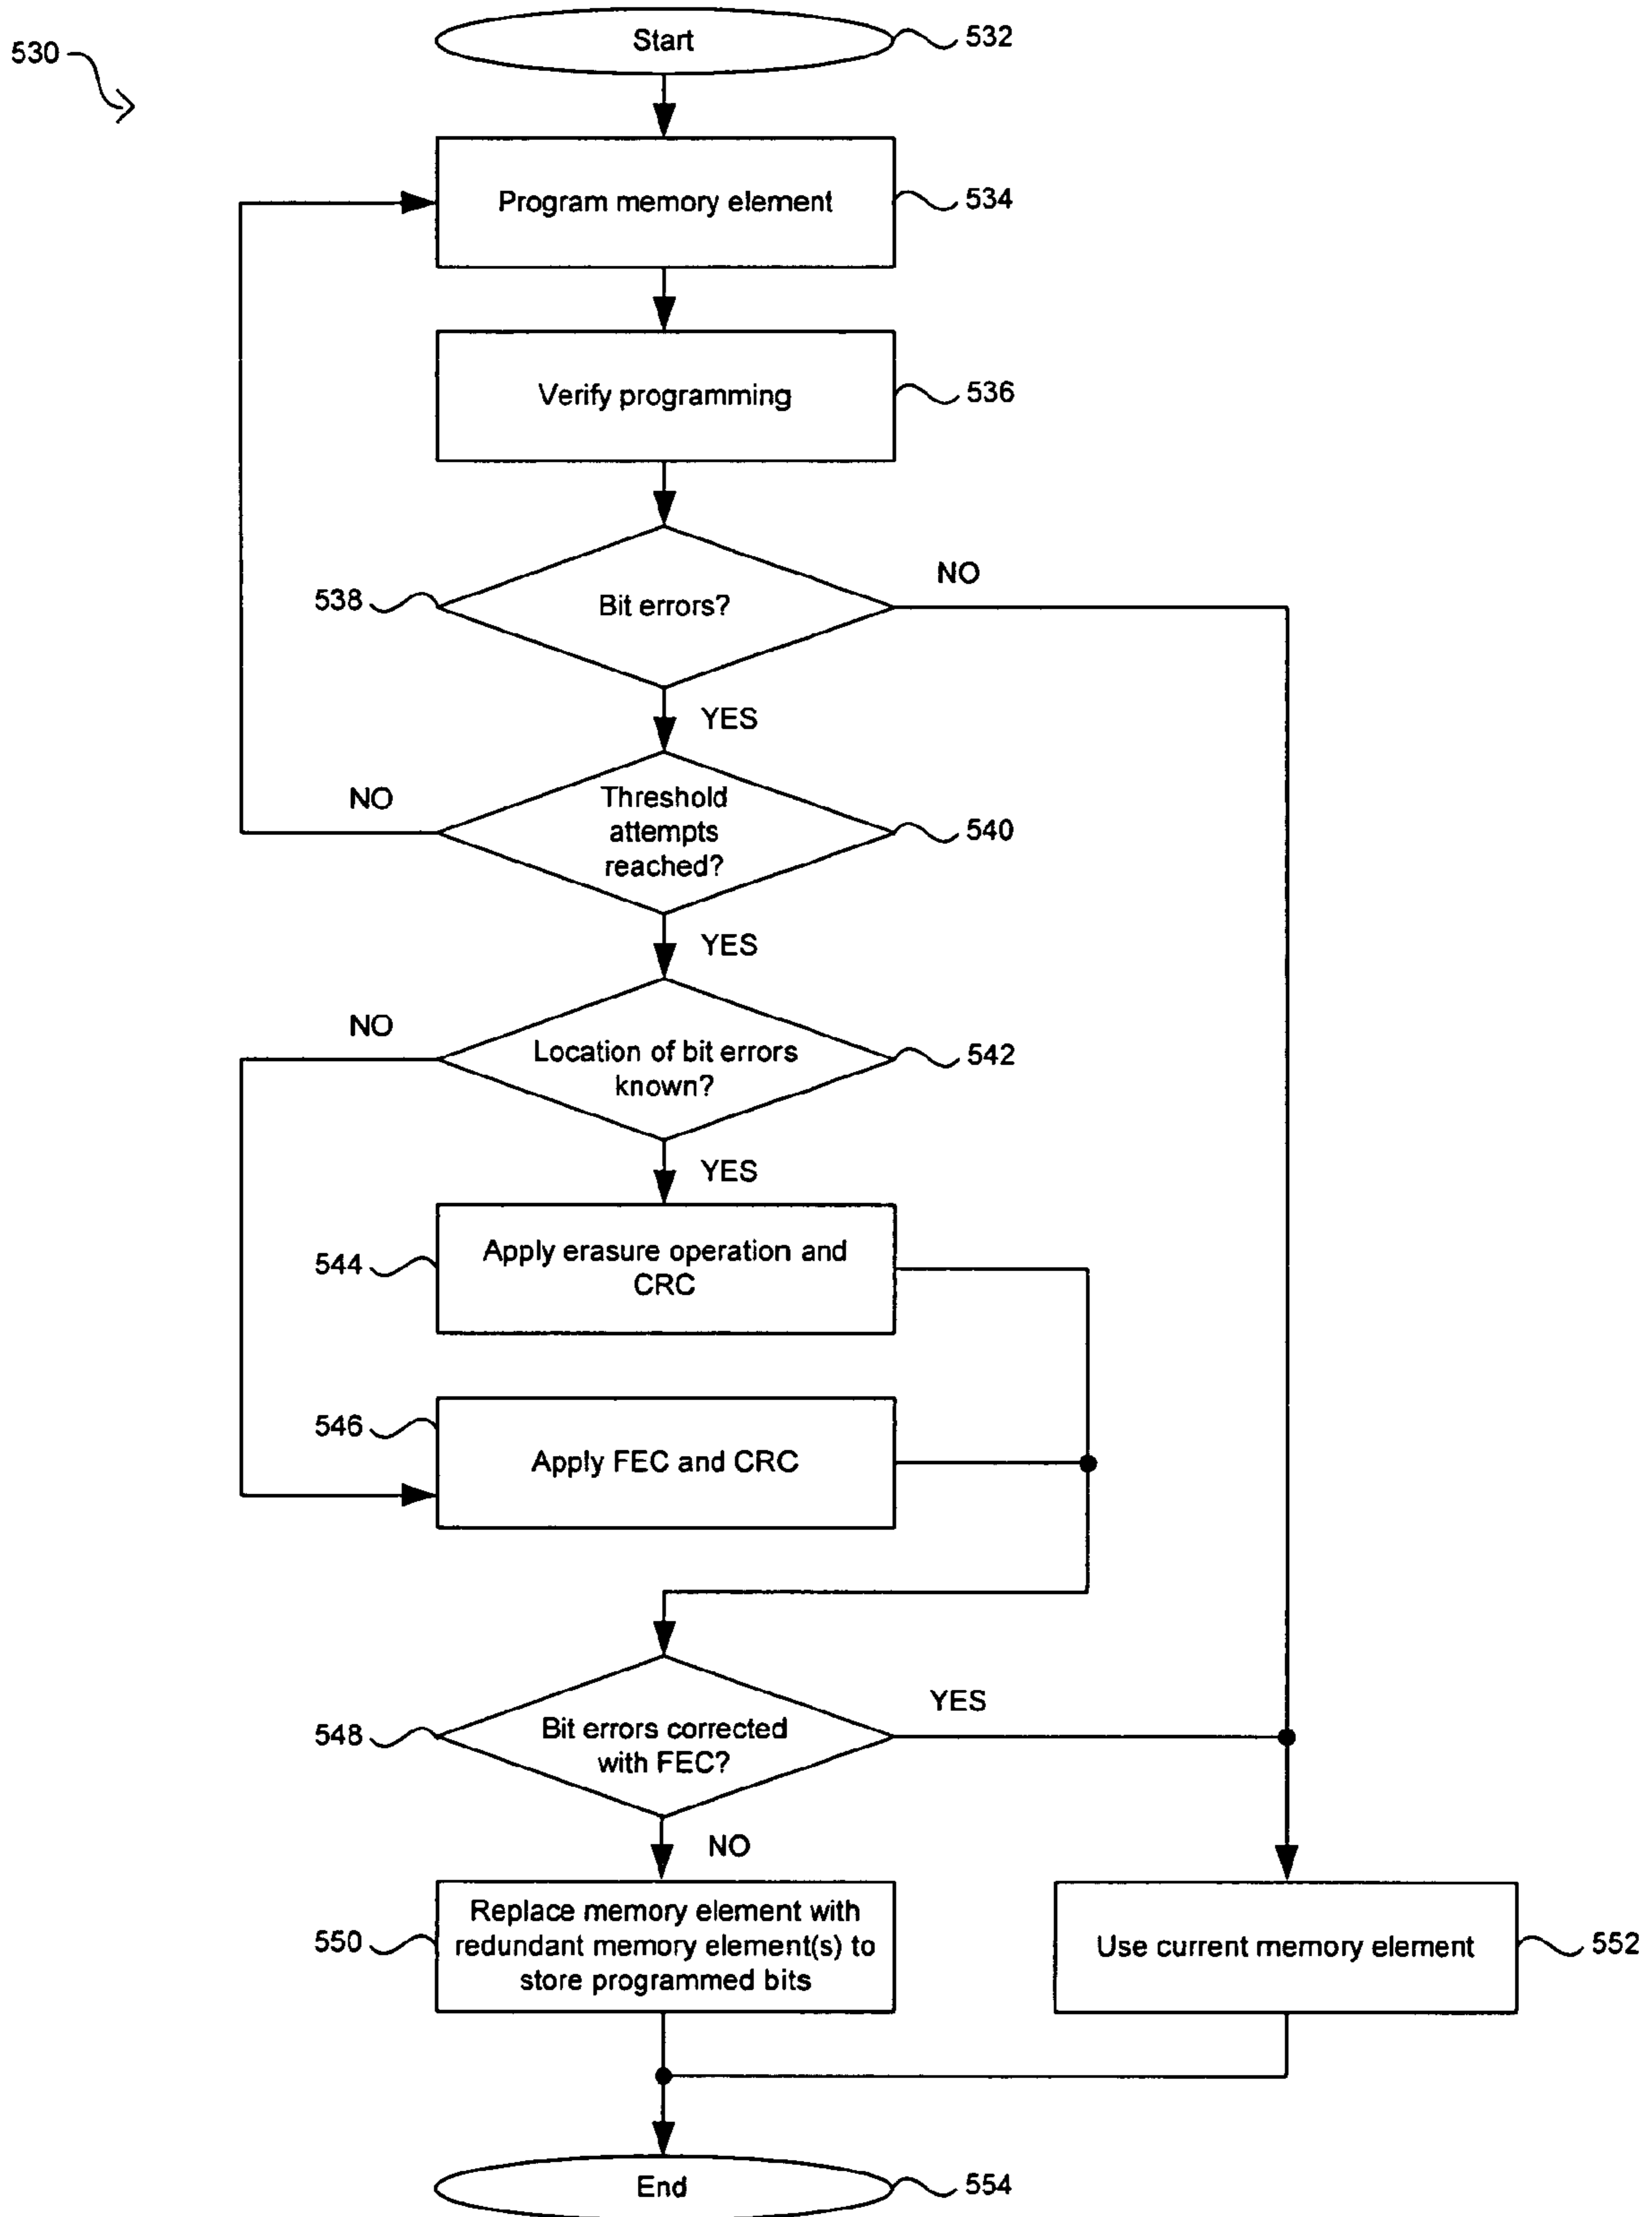 530
Start
532
Program memory element
534
Verify programming
536
538
Bit errors?
NO
YES
NO
Threshold
attempts
reached?
540
YES
NO
Location of bit errors
known?
542
YES
544
Apply erasure operation and
CRC
546
Apply FEC and CRC
548
Bit errors corrected
with FEC?
YES
NO
550
Replace memory element with
redundant memory element(s) to
store programmed bits
Use current memory element
552
End
554